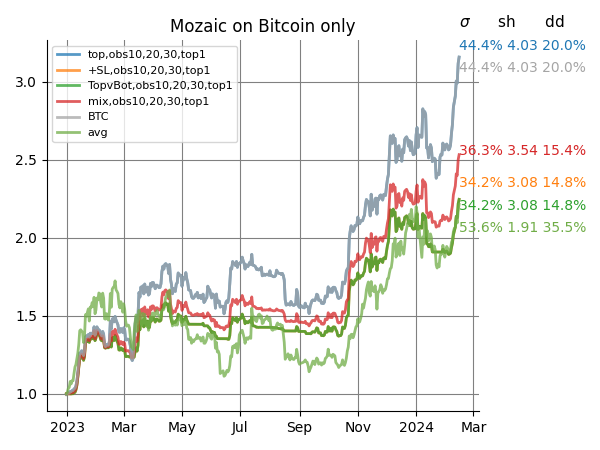 Mozaic on Bitcoin only
σ sh dd
top,obs10,20,30,top1
+SL,obs10,20,30,top1
TopvBot,obs10,20,30,top1
mix,obs10,20,30,top1
BTC
avg
44.4% 4.03 20.0%
44.4% 4.03 20.0%
36.3% 3.54 15.4%
34.2% 3.08 14.8%
34.2% 3.08 14.8%
53.6% 1.91 35.5%
3.0
2.5
2.0
1.5
1.0
2023 Mar May Jul Sep Nov 2024 Mar